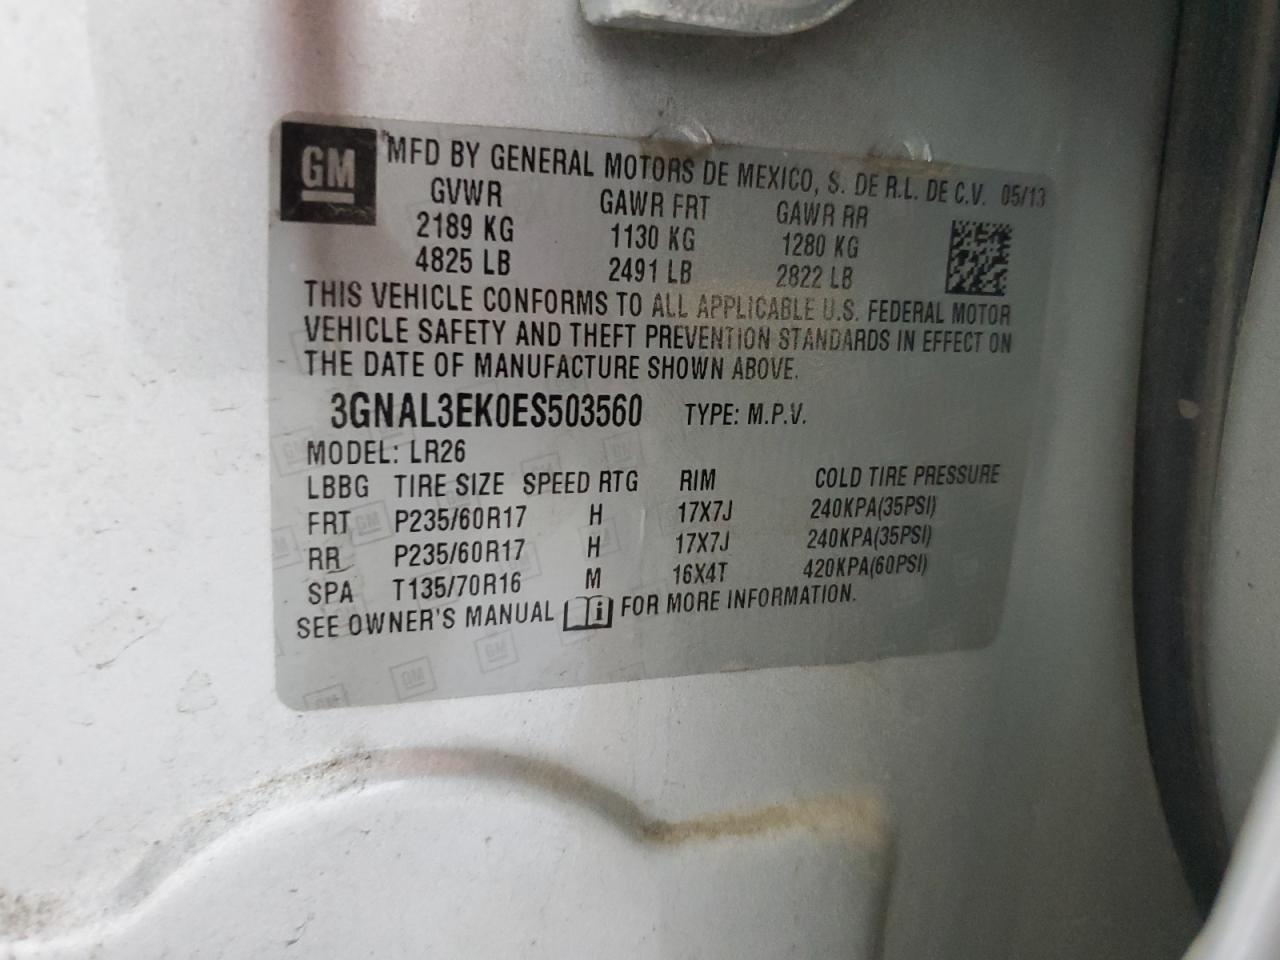 GM MFD BY GENERAL MOTORS DE MEXICO, S. DE R.L. DE C.V. 05/13
GVWR GAWR FRT GAWR RR
2189 KG 1130 KG 1280 KG
4825 LB 2491 LB 2822 LB
THIS VEHICLE CONFORMS TO ALL APPLICABLE U.S. FEDERAL MOTOR
VEHICLE SAFETY AND THEFT PREVENTION STANDARDS IN EFFECT ON
THE DATE OF MANUFACTURE SHOWN ABOVE.
3GNAL3EK0ES503560 TYPE: M.P.V.
MODEL: LR26
LBBG TIRE SIZE SPEED RTG RIM COLD TIRE PRESSURE
FRT P235/60R17 H 17X7J 240KPA(35PSI)
RR P235/60R17 H 17X7J 240KPA(35PSI)
SPA T135/70R16 M 16X4T 420KPA(60PSI)
SEE OWNER'S MANUAL FOR MORE INFORMATION.
GM
GM